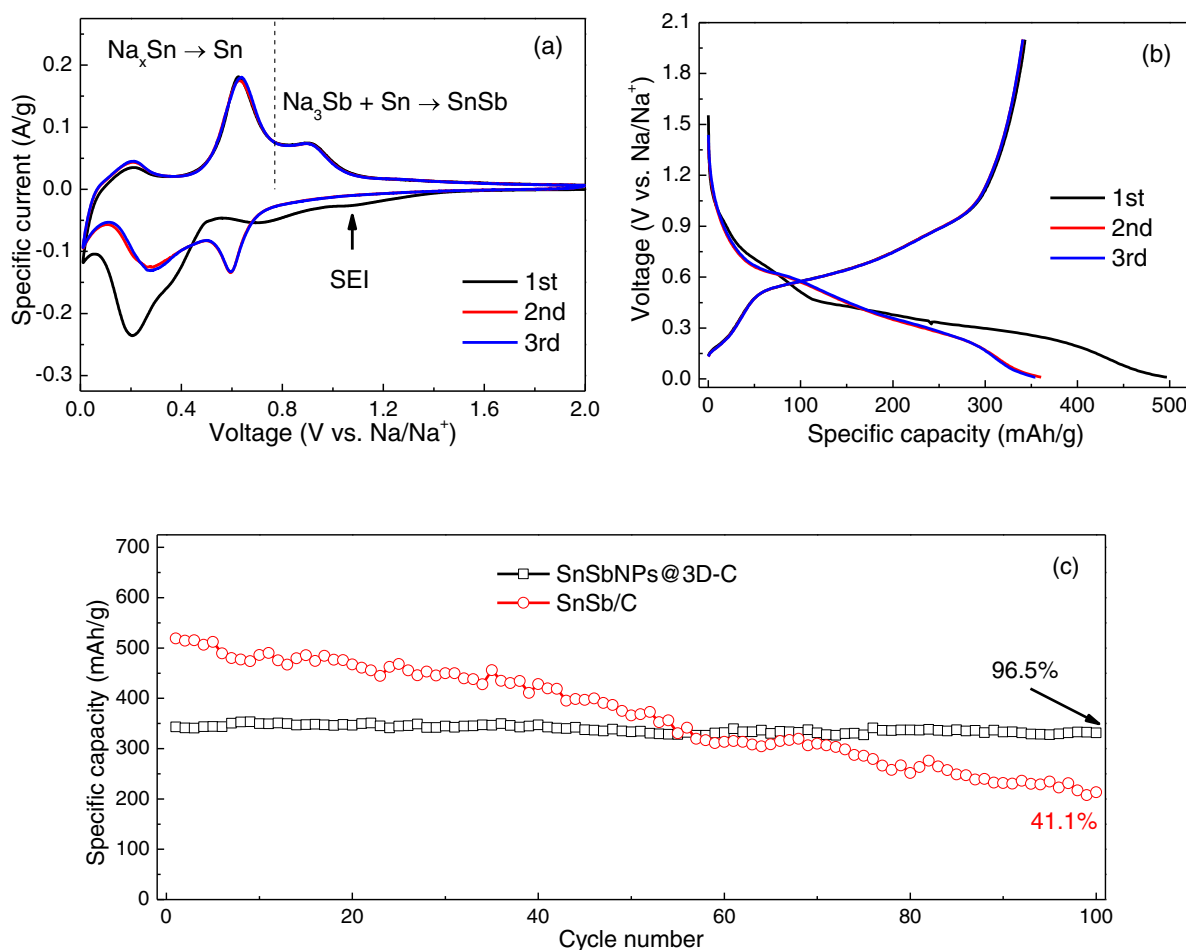 (a)
Na
x
Sn → Sn
Na
3
Sb + Sn → SnSb
SEI
1st
2nd
3rd
0.2
0.1
0.0
-0.1
-0.2
-0.3
0.0 0.4 0.8 1.2 1.6 2.0
Specific current (A/g)
Voltage (V vs. Na/Na+)
(b)
1st
2nd
3rd
2.1
1.8
1.5
1.2
0.9
0.6
0.3
0.0
0 100 200 300 400 500
Voltage (V vs. Na/Na+)
Specific capacity (mAh/g)
(c)
SnSbNPs@3D-C
SnSb/C
96.5%
41.1%
700
600
500
400
300
200
100
0
0 20 40 60 80 100
Specific capacity (mAh/g)
Cycle number